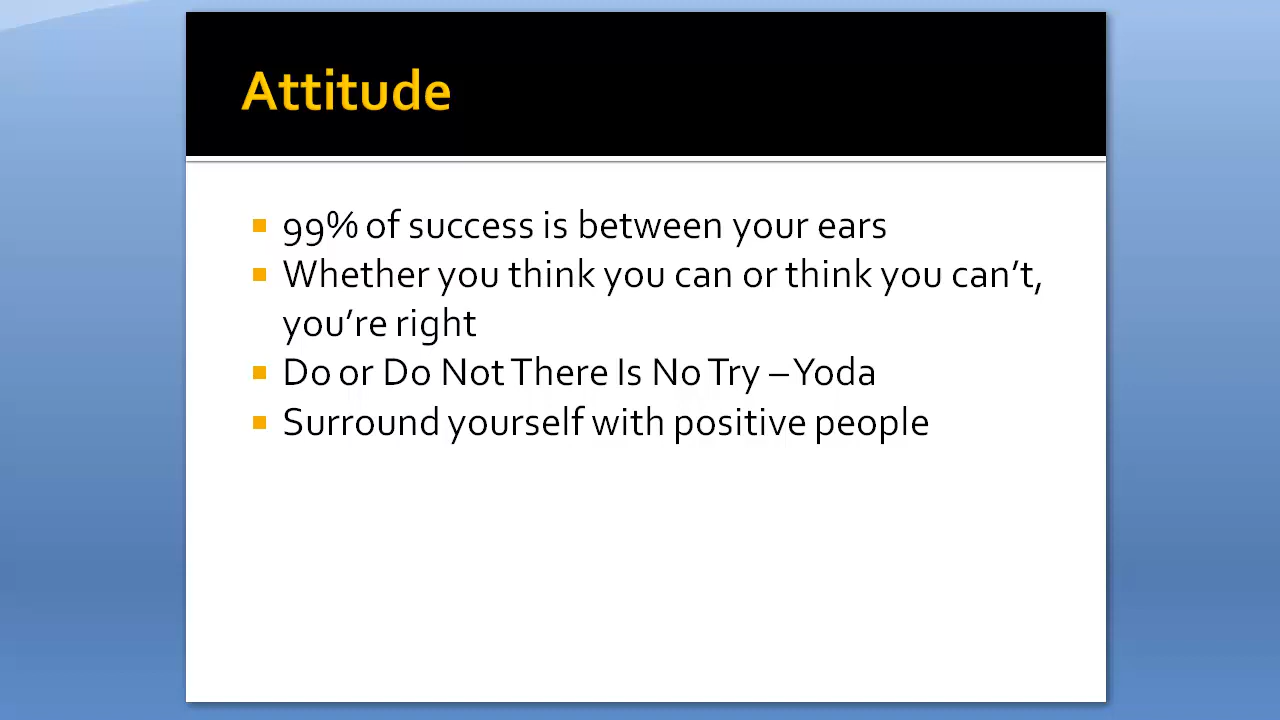 Attitude
99% of success is between your ears
Whether you think you can or think you can’t,
you’re right
Do or Do Not There Is No Try – Yoda
Surround yourself with positive people